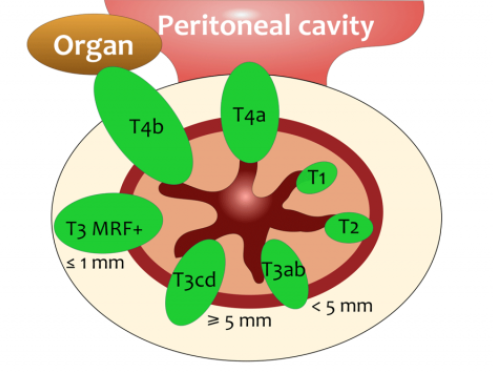 Peritoneal cavity
Organ
T4b
T4a
T1
T2
T3 MRF+
≤ 1 mm
T3cd
T3ab
≥ 5 mm
< 5 mm